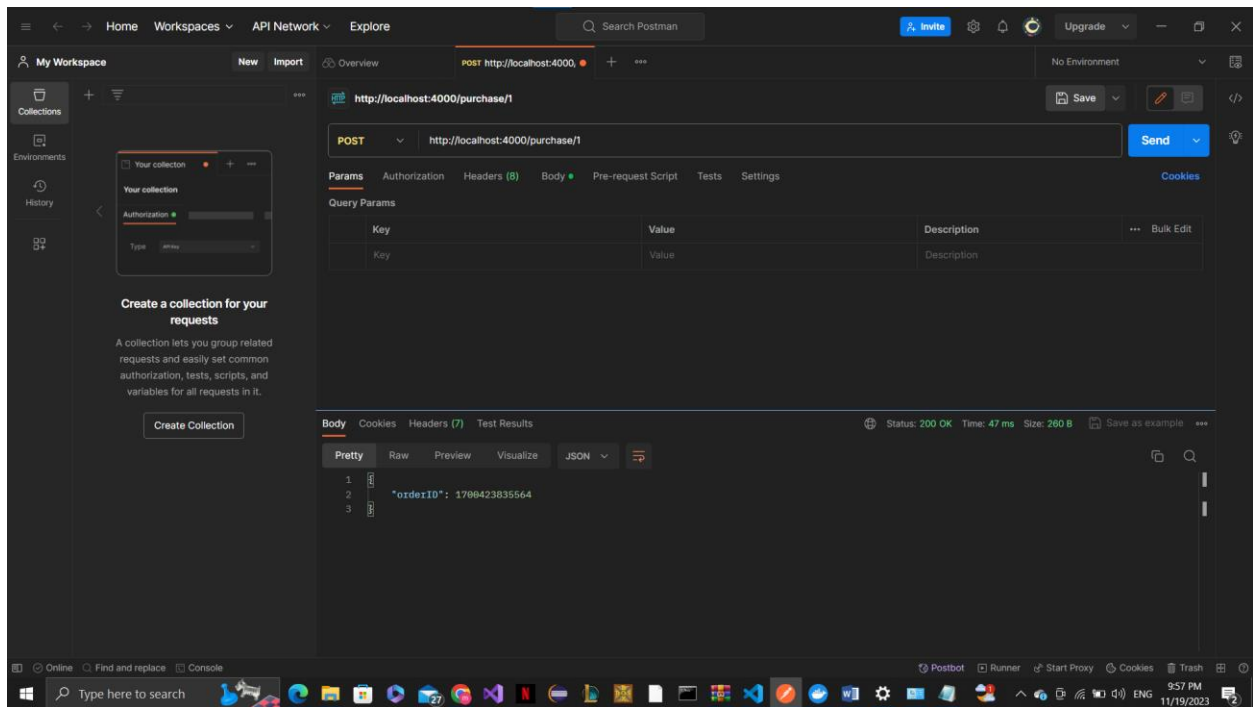 Home Workspaces API Network Explore Search Postman Invite Upgrade
My Workspace New Import Overview POST http://localhost:4000, No Environment
Collections
Environments
History
Your collecton
Your collection
Authorization
Type API Key
Create a collection for your
requests
A collection lets you group related
requests and easily set common
authorization, tests, scripts, and
variables for all requests in it.
Create Collection
HTTP http://localhost:4000/purchase/1 Save
POST http://localhost:4000/purchase/1 Send
Params Authorization Headers (8) Body Pre-request Script Tests Settings Cookies
Query Params
Key Value Description Bulk Edit
Key Value Description
Body Cookies Headers (7) Test Results Status: 200 OK Time: 47 ms Size: 260 B Save as example
Pretty Raw Preview Visualize JSON
1 {
2 "orderID": 1700423835564
3 }
Online Find and replace Console Postbot Runner Start Proxy Cookies Trash
Type here to search 27 ENG 9:57 PM
11/19/2023 2